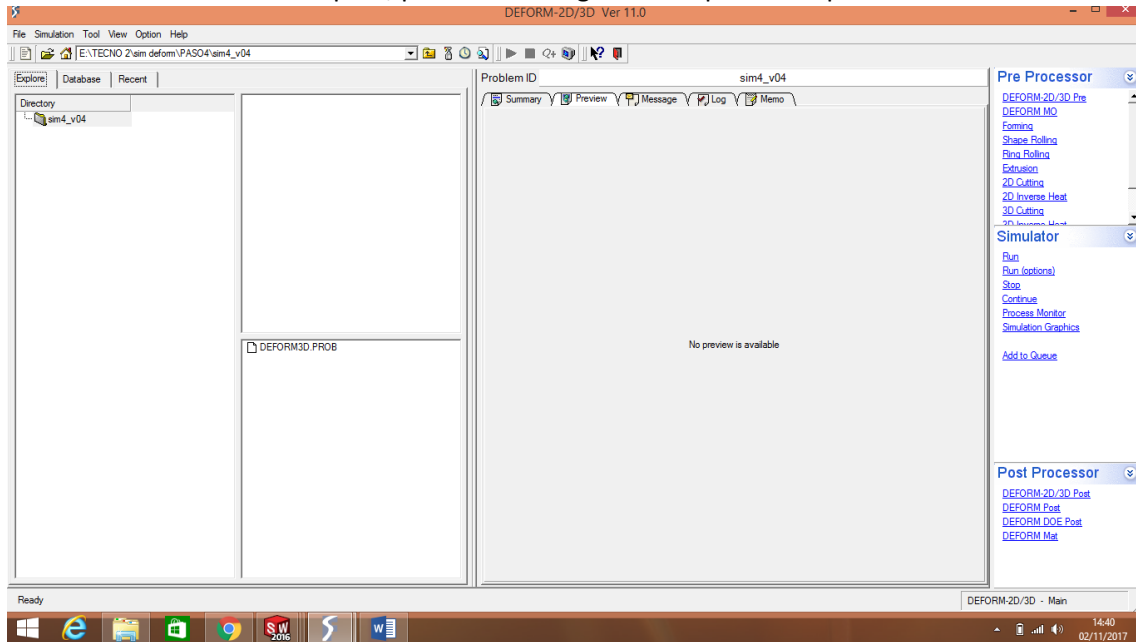 DEFORM-2D/3D Ver 11.0
File Simulation Tool View Option Help
E:\TECNO 2\sim deform\PASO4\sim4_v04
Explore Database Recent
Directory
sim4_v04
DEFORM3D.PROB
Problem ID sim4_v04
Summary Preview Message Log Memo
No preview is available
Pre Processor
DEFORM-2D/3D Pre
DEFORM MO
Forming
Shape Rolling
Ring Rolling
Extrusion
2D Cutting
2D Inverse Heat
3D Cutting
Simulator
Run
Run (options)
Stop
Continue
Process Monitor
Simulation Graphics
Add to Queue
Post Processor
DEFORM-2D/3D Post
DEFORM Post
DEFORM DOE Post
DEFORM Mat
Ready
DEFORM-2D/3D - Main
14:40
02/11/2017